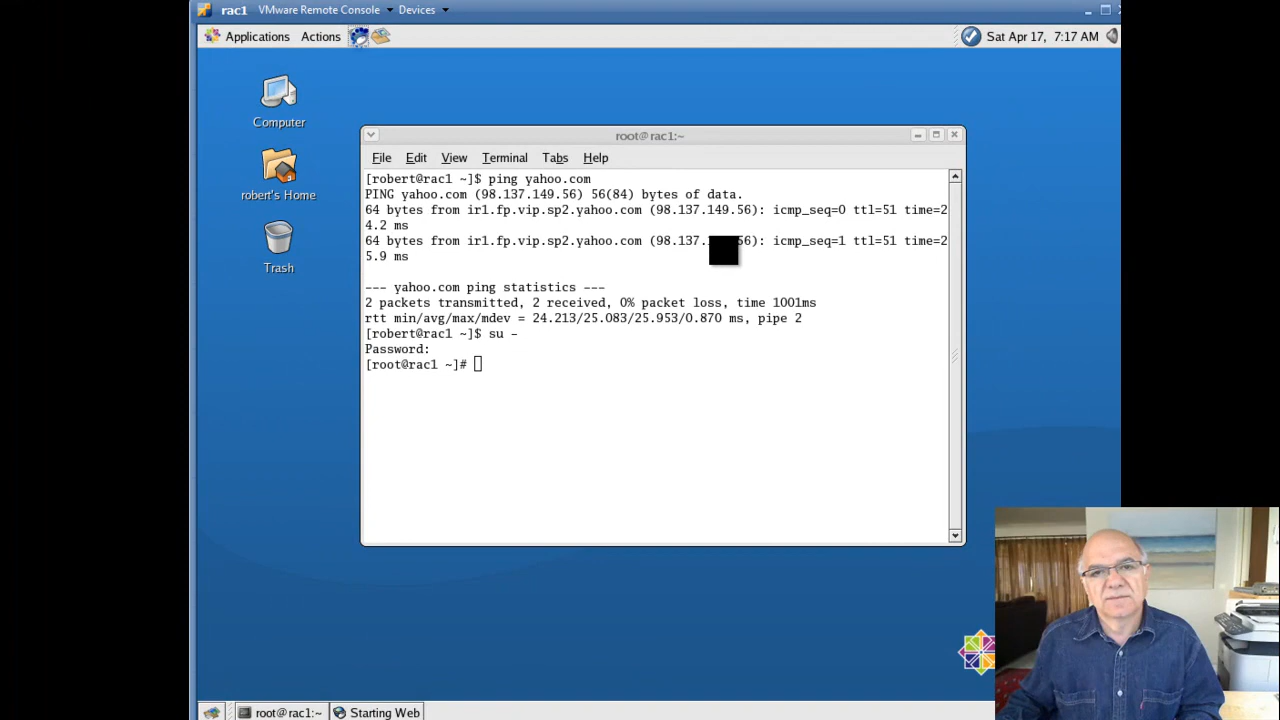 rac1 VMware Remote Console Devices
Applications Actions Sat Apr 17, 7:17 AM
Computer
robert's Home
Trash
root@rac1:~
File Edit View Terminal Tabs Help
[robert@rac1 ~]$ ping yahoo.com
PING yahoo.com (98.137.149.56) 56(84) bytes of data.
64 bytes from ir1.fp.vip.sp2.yahoo.com (98.137.149.56): icmp_seq=0 ttl=51 time=2
4.2 ms
64 bytes from ir1.fp.vip.sp2.yahoo.com (98.137. 56): icmp_seq=1 ttl=51 time=2
5.9 ms
--- yahoo.com ping statistics ---
2 packets transmitted, 2 received, 0% packet loss, time 1001ms
rtt min/avg/max/mdev = 24.213/25.083/25.953/0.870 ms, pipe 2
[robert@rac1 ~]$ su -
Password:
[root@rac1 ~]#
root@rac1:~ Starting Web